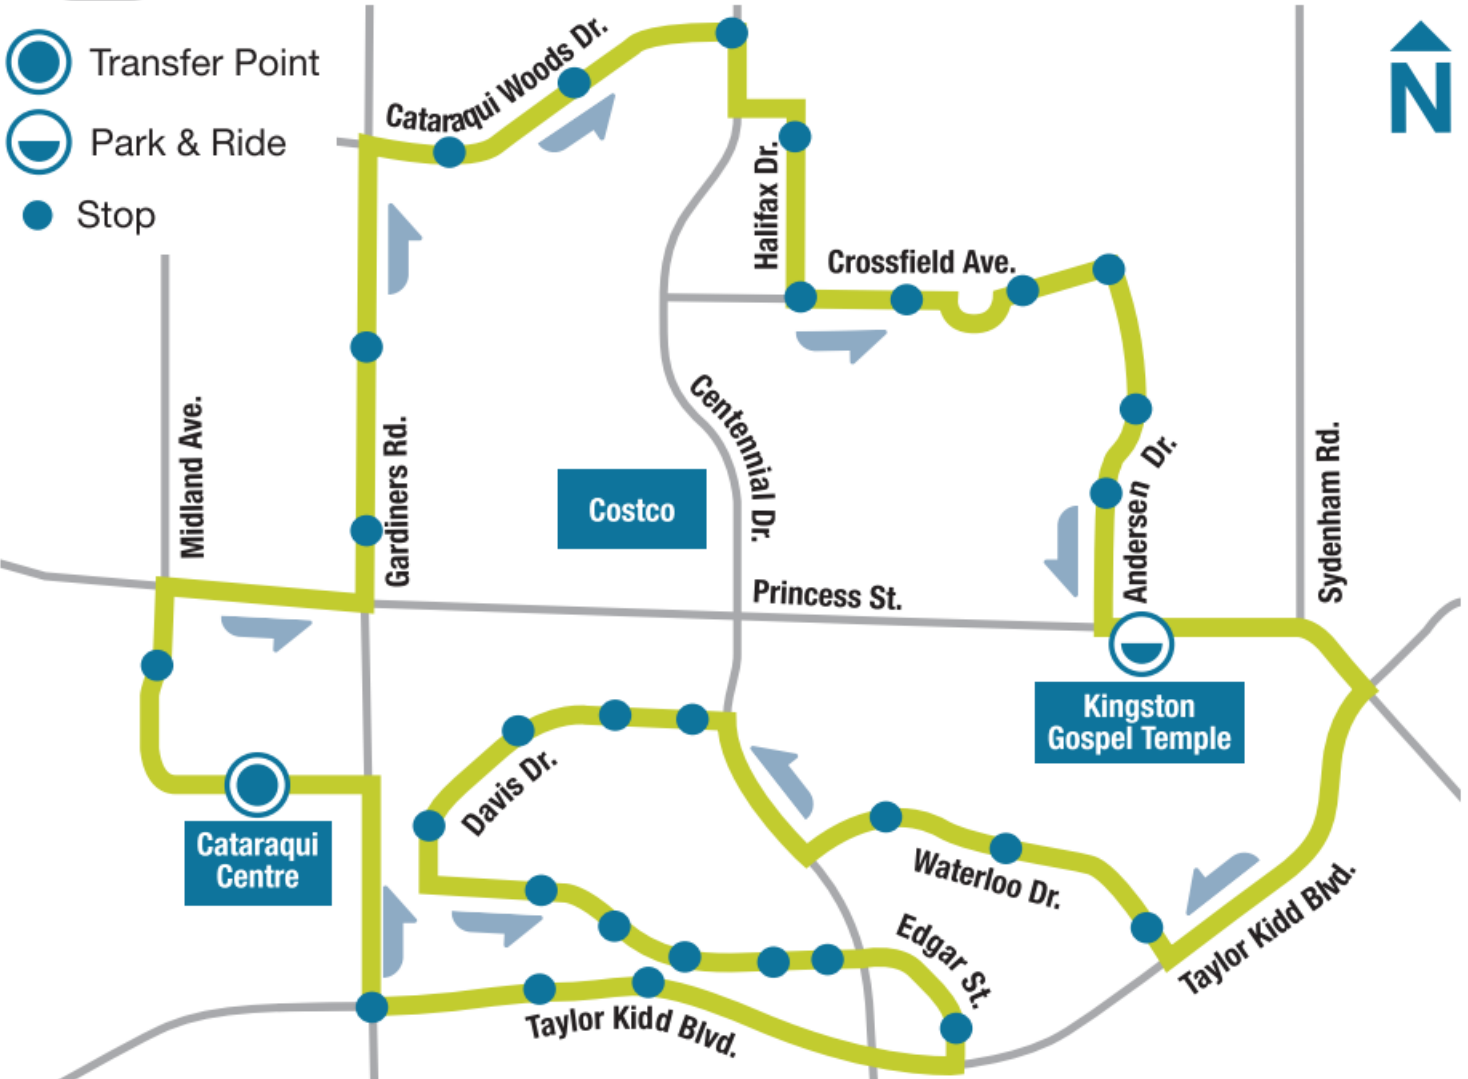 Transfer Point
Park & Ride
Stop
N
Cataraqui Woods Dr.
Halifax Dr.
Crossfield Ave.
Midland Ave.
Gardiners Rd.
Centennial Dr.
Costco
Andersen Dr.
Sydenham Rd.
Princess St.
Kingston
Gospel Temple
Davis Dr.
Cataraqui
Centre
Waterloo Dr.
Edgar St.
Taylor Kidd Blvd.
Taylor Kidd Blvd.